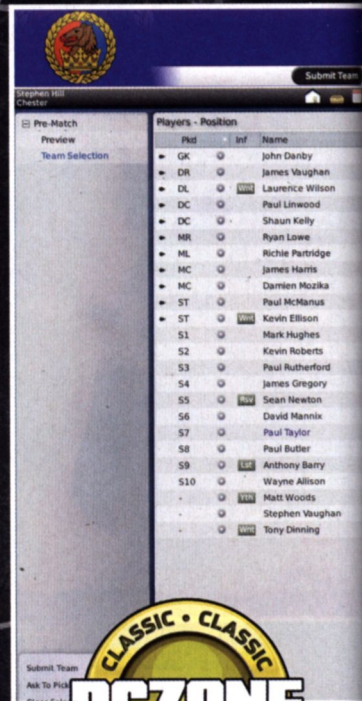 Submit Team
Stephen Hill
Chester
Pre-Match
Preview
Team Selection
Players - Position
Pkd Inf Name
GK John Danby
DR James Vaughan
DL Wnt Laurence Wilson
DC Paul Linwood
DC Shaun Kelly
MR Ryan Lowe
ML Richie Partridge
MC James Harris
MC Damien Mozika
ST Paul McManus
ST Wnt Kevin Ellison
S1 Mark Hughes
S2 Kevin Roberts
S3 Paul Rutherford
S4 James Gregory
S5 Rsv Sean Newton
S6 David Mannix
S7 Paul Taylor
S8 Paul Butler
S9 Lst Anthony Barry
S10 Wayne Allison
- Yth Matt Woods
- Stephen Vaughan
- Wnt Tony Dinning
Submit Team
Ask To Pick
CLASSIC • CLASSIC
PCZONE